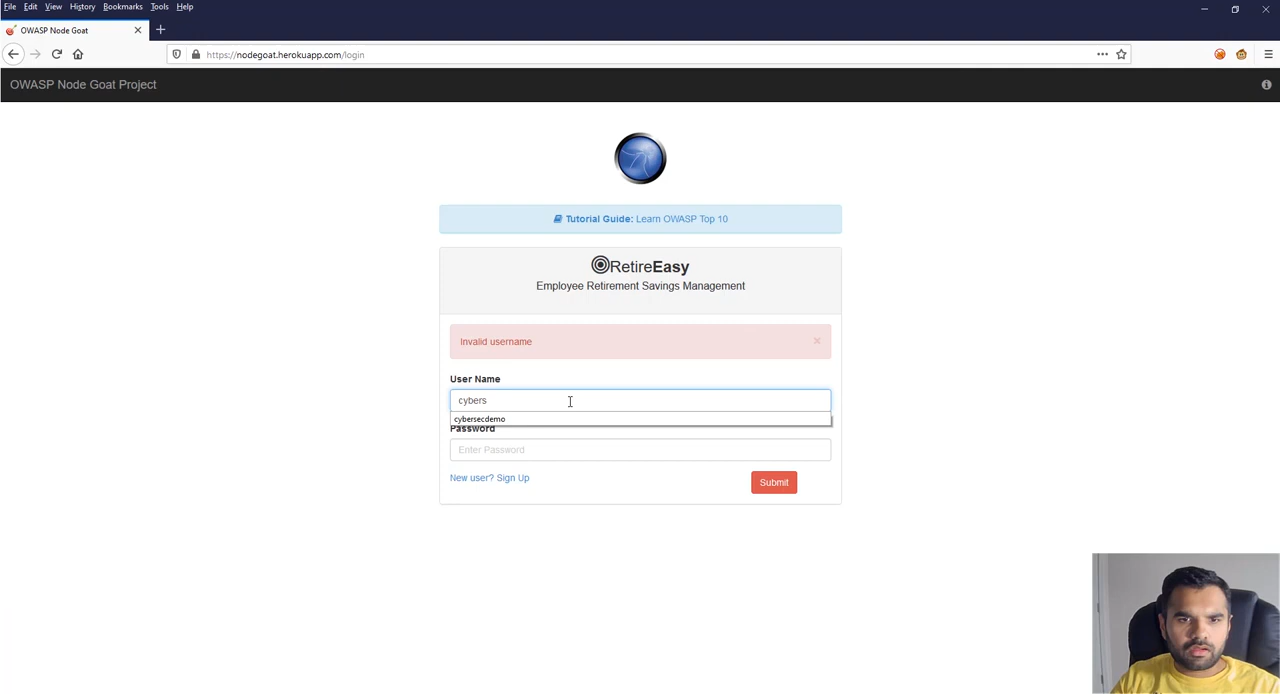 File Edit View History Bookmarks Tools Help
OWASP Node Goat
https://nodegoat.herokuapp.com/login
OWASP Node Goat Project
Tutorial Guide: Learn OWASP Top 10
RetireEasy
Employee Retirement Savings Management
Invalid username
User Name
cybers
cybersecdemo
Password
Enter Password
New user? Sign Up
Submit